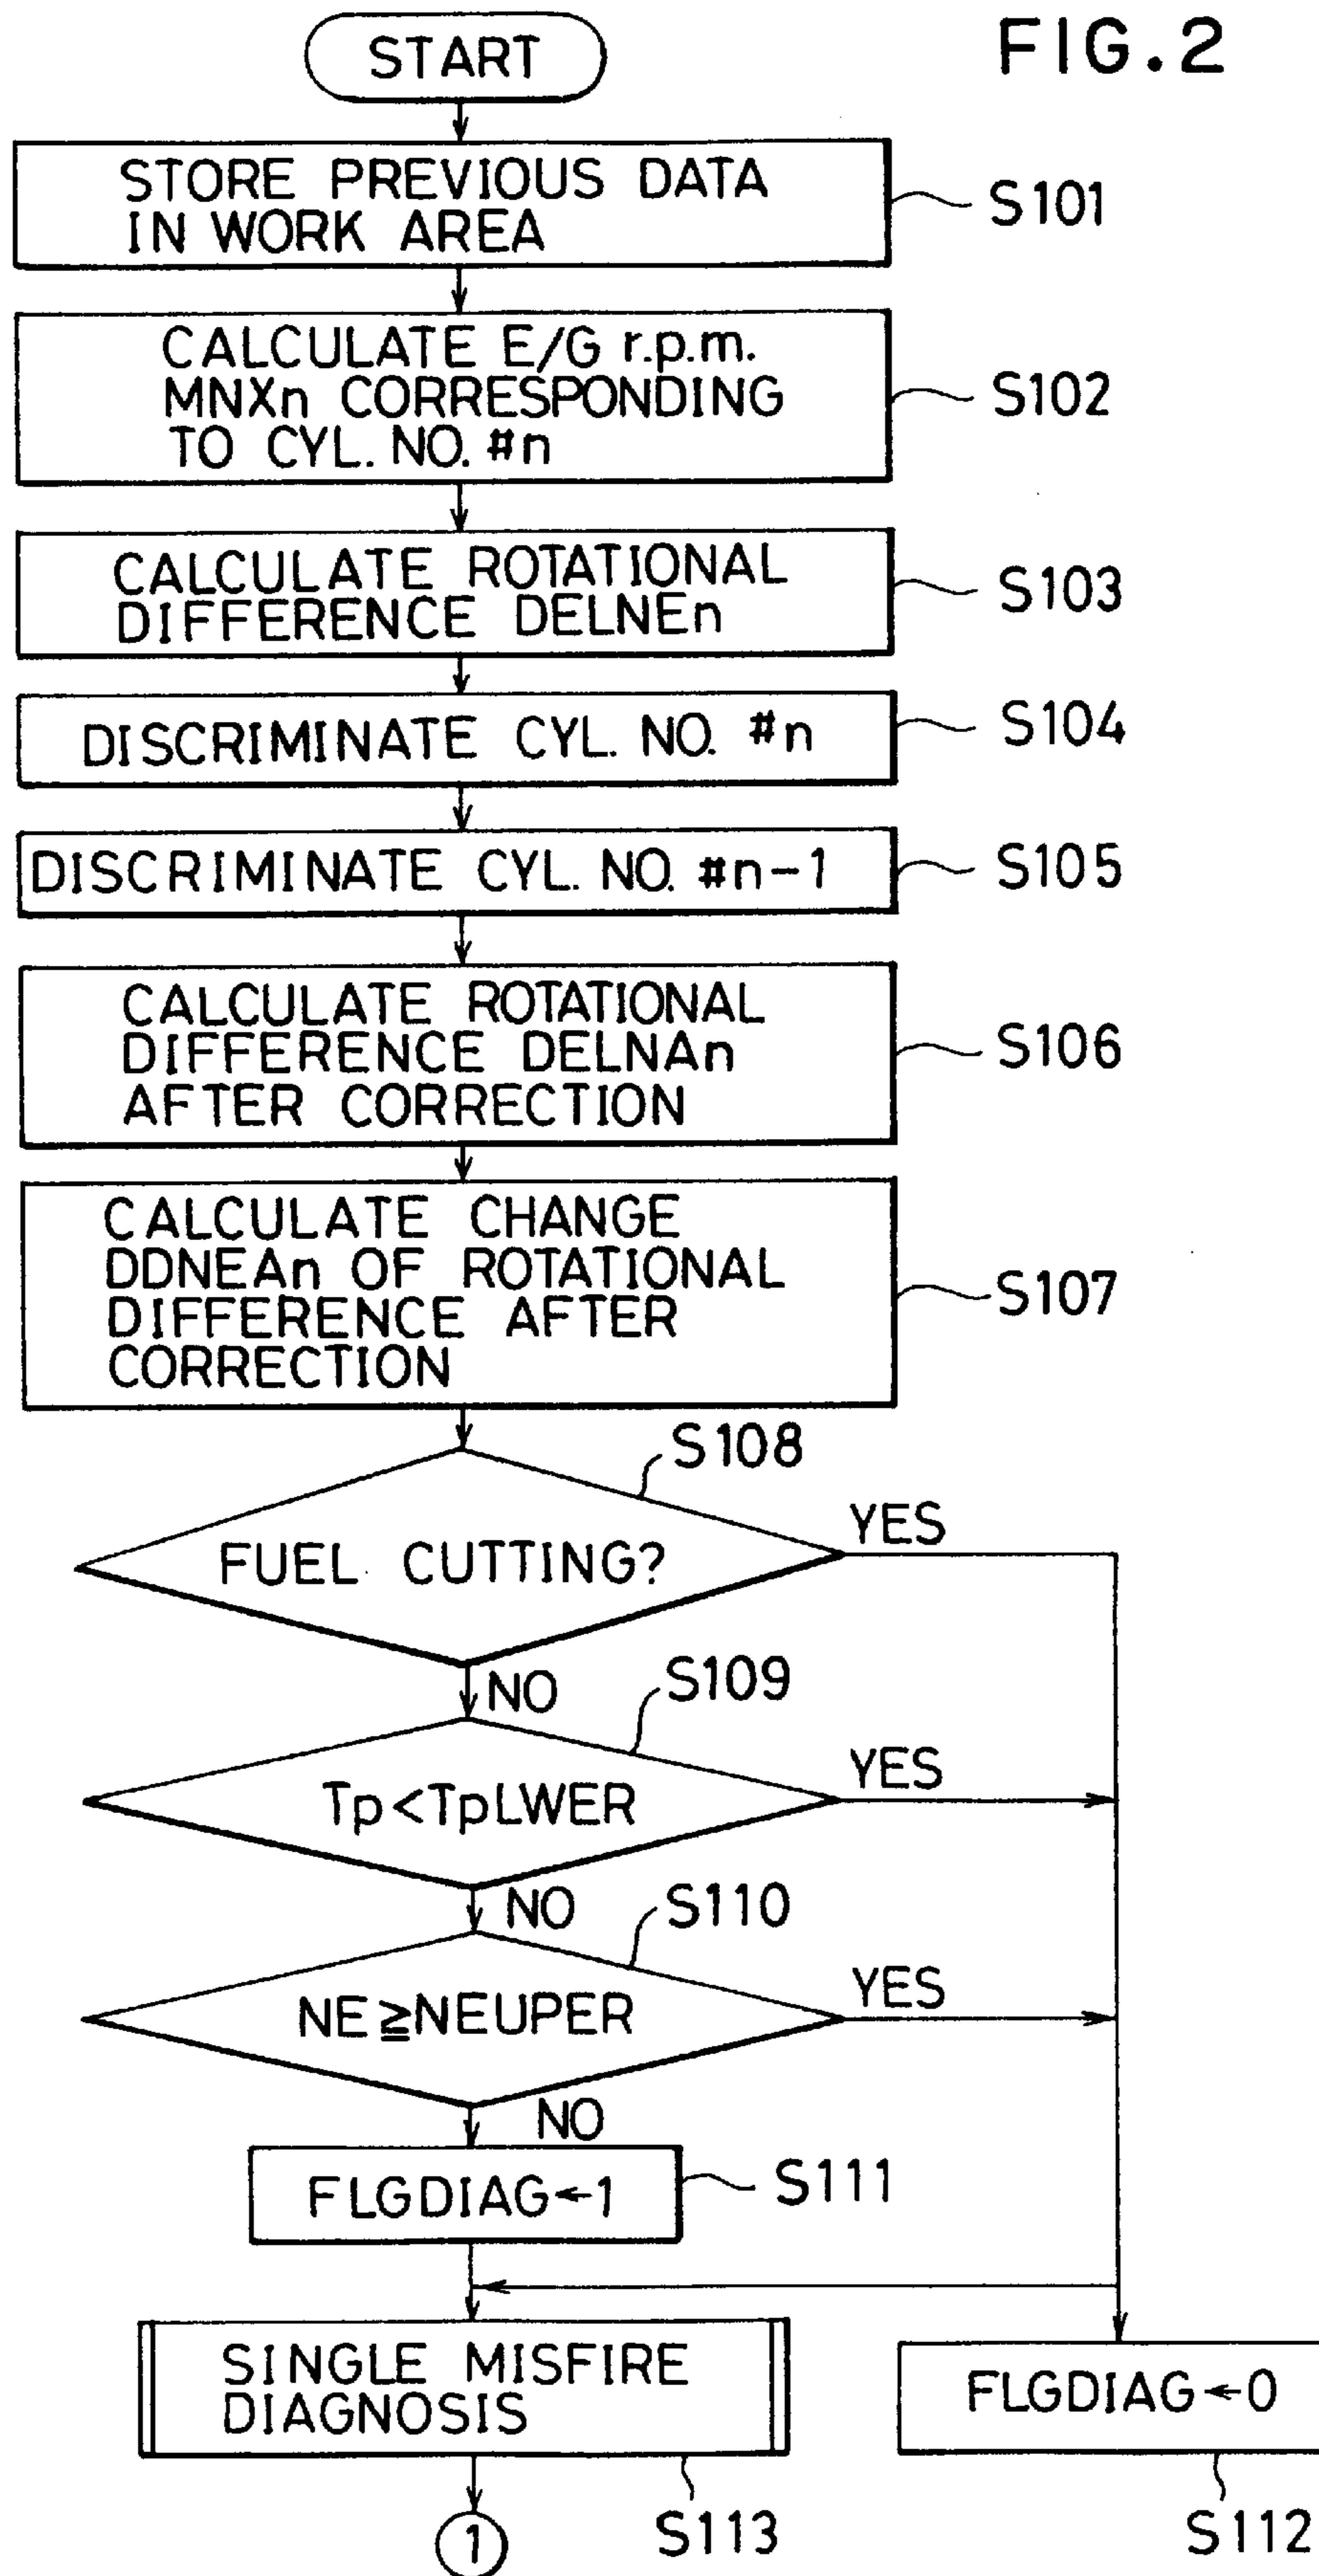 FIG.2
START
STORE PREVIOUS DATA
IN WORK AREA
S101
CALCULATE E/G r.p.m.
MNXn CORRESPONDING
TO CYL. NO. #n
S102
CALCULATE ROTATIONAL
DIFFERENCE DELNEn
S103
DISCRIMINATE CYL. NO. #n
S104
DISCRIMINATE CYL. NO. #n-1
S105
CALCULATE ROTATIONAL
DIFFERENCE DELNAn
AFTER CORRECTION
S106
CALCULATE CHANGE
DDNEAn OF ROTATIONAL
DIFFERENCE AFTER
CORRECTION
S107
S108
FUEL CUTTING?
YES
NO
S109
Tp<TpLWER
YES
NO
S110
NE≧NEUPER
YES
NO
FLGDIAG←1
S111
SINGLE MISFIRE
DIAGNOSIS
S113
FLGDIAG←0
S112
1